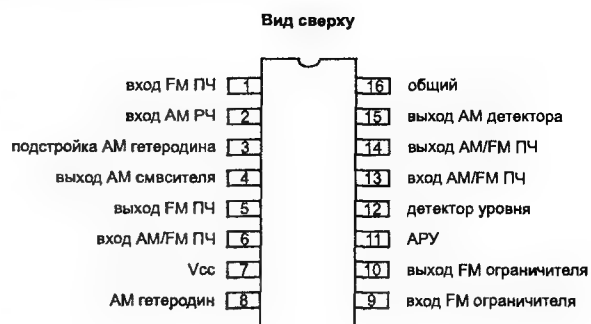 Вид сверху
вход FM ПЧ 1
вход АМ РЧ 2
подстройка АМ гетеродина 3
выход АМ смвсителя 4
выход FM ПЧ 5
вход AM/FM ПЧ 6
Vcc 7
АМ гетеродин 8
16 общий
15 выход АМ детектора
14 выход AM/FM ПЧ
13 вход AM/FM ПЧ
12 детектор уровня
11 АРУ
10 выход FM ограничителя
9 вход FM ограничителя